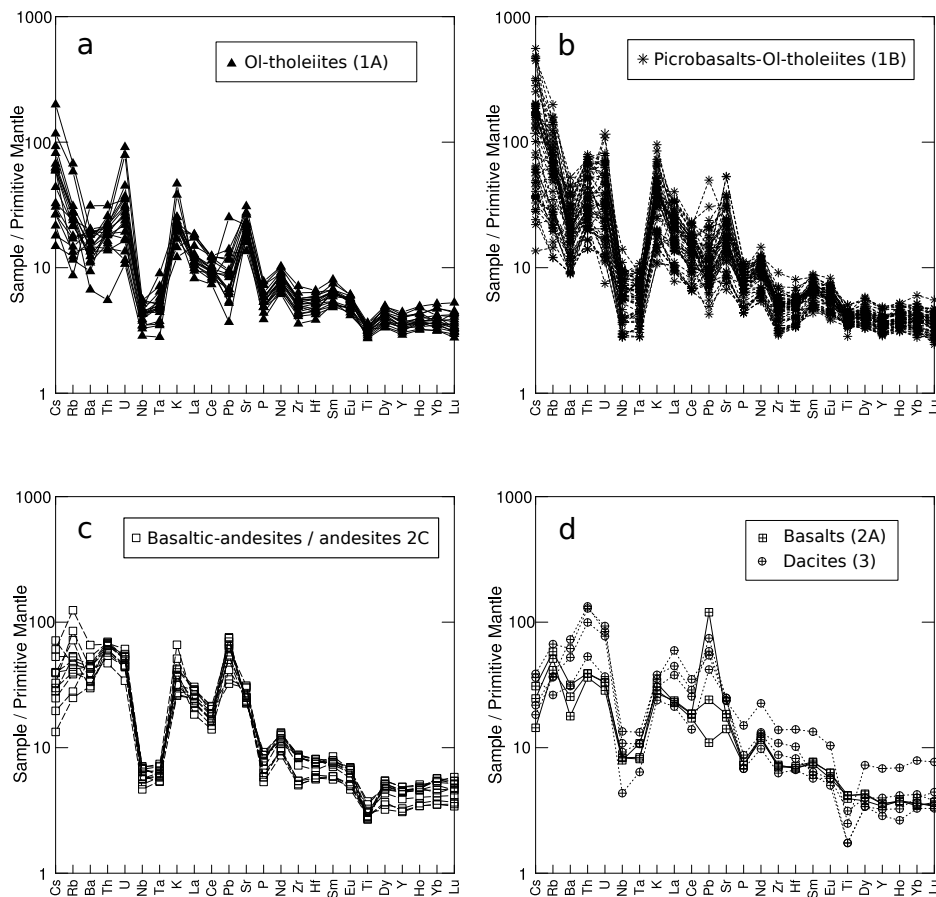 1000
a
Ol-tholeiites (1A)
100
10
1
Sample / Primitive Mantle
Cs Rb Ba Th U Nb Ta K La Ce Pb Sr P Nd Zr Hf Sm Eu Ti Dy Y Ho Yb Lu
1000
b
Picrobasalts-Ol-tholeiites (1B)
100
10
1
Sample / Primitive Mantle
Cs Rb Ba Th U Nb Ta K La Ce Pb Sr P Nd Zr Hf Sm Eu Ti Dy Y Ho Yb Lu
1000
c
Basaltic-andesites / andesites 2C
100
10
1
Sample / Primitive Mantle
Cs Rb Ba Th U Nb Ta K La Ce Pb Sr P Nd Zr Hf Sm Eu Ti Dy Y Ho Yb Lu
1000
d
Basalts (2A)
Dacites (3)
100
10
1
Sample / Primitive Mantle
Cs Rb Ba Th U Nb Ta K La Ce Pb Sr P Nd Zr Hf Sm Eu Ti Dy Y Ho Yb Lu